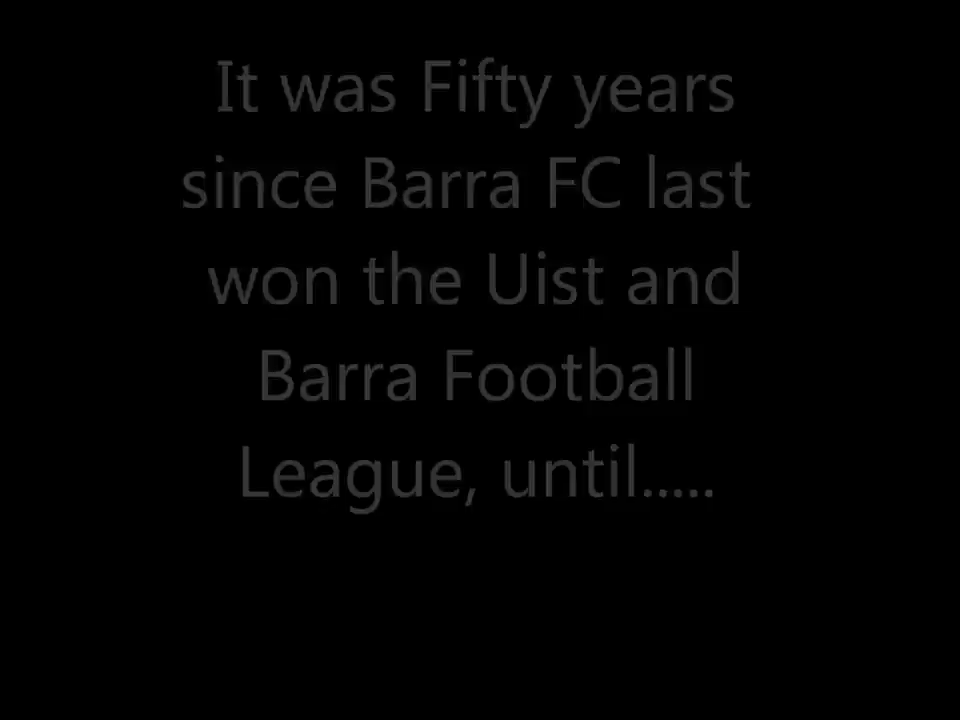 It was Fifty years
since Barra FC last
won the Uist and
Barra Football
League, until.....